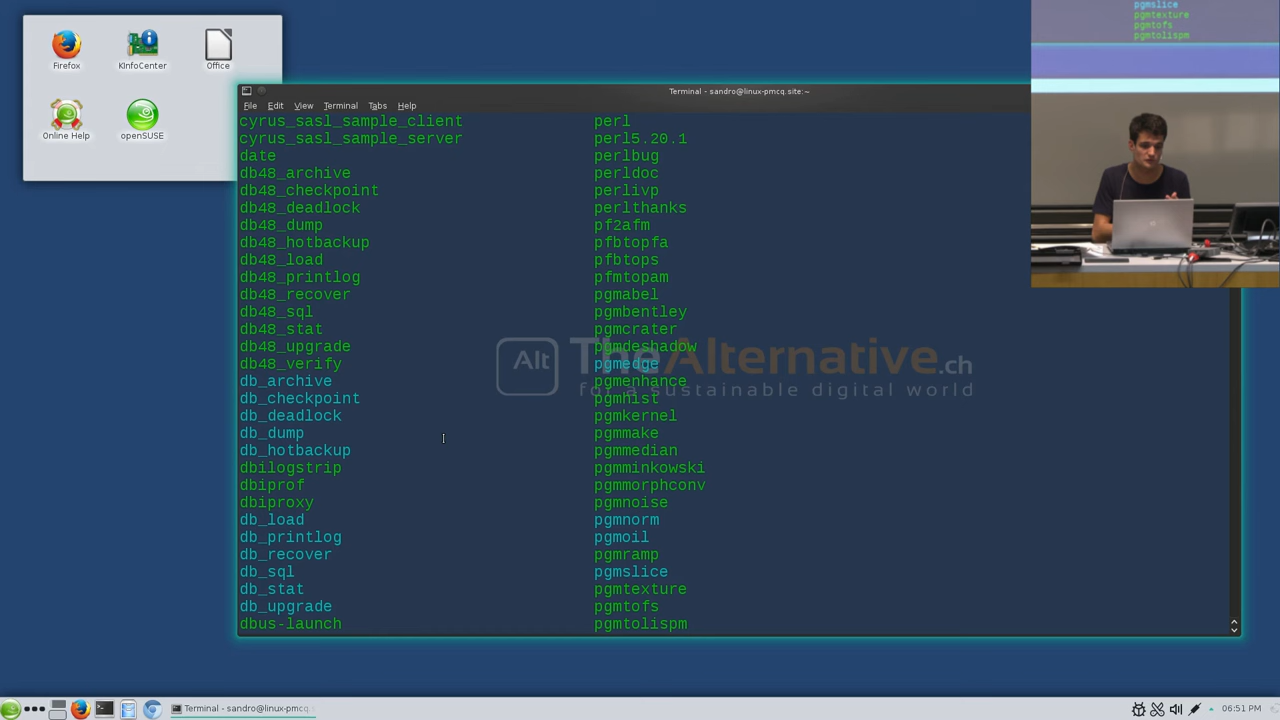 Firefox
KInfoCenter
Office
Online Help
openSUSE
Terminal - sandro@linux-pmcq.site:~
File Edit View Terminal Tabs Help
cyrus_sasl_sample_client perl
cyrus_sasl_sample_server perl5.20.1
date perlbug
db48_archive perldoc
db48_checkpoint perlivp
db48_deadlock perlthanks
db48_dump pf2afm
db48_hotbackup pfbtopfa
db48_load pfbtops
db48_printlog pfmtopam
db48_recover pgmabel
db48_sql pgmbentley
db48_stat pgmcrater
db48_upgrade pgmdeshadow
db48_verify pgmedge
db_archive pgmenhance
db_checkpoint pgmhist
db_deadlock pgmkernel
db_dump pgmmake
db_hotbackup pgmmedian
dbilogstrip pgmminkowski
dbiprof pgmmorphconv
dbiproxy pgmnoise
db_load pgmnorm
db_printlog pgmoil
db_recover pgmramp
db_sql pgmslice
db_stat pgmtexture
db_upgrade pgmtofs
dbus-launch pgmtolispm
Alt TheAlternative.ch
for a sustainable digital world
pgmslice
pgmtexture
pgmtofs
pgmtolispm
Terminal - sandro@linux-pmcq.
06:51 PM